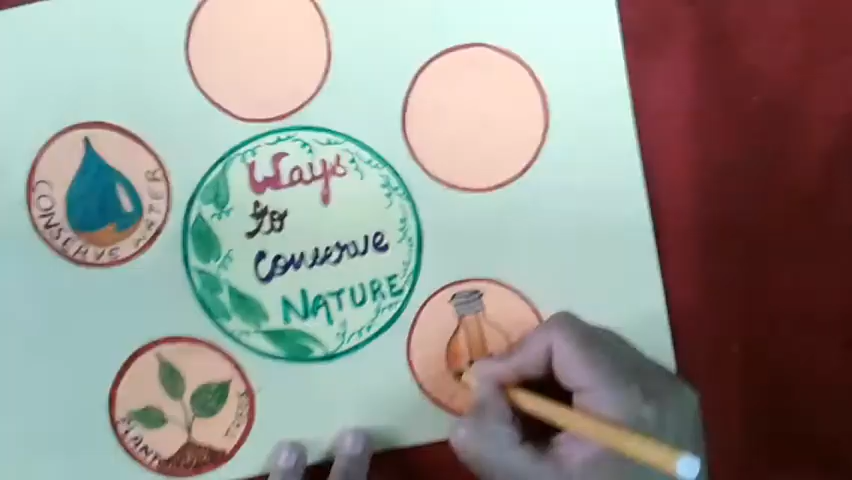 Ways
to
Conserve
NATURE
CONSERVE WATER
PLANT